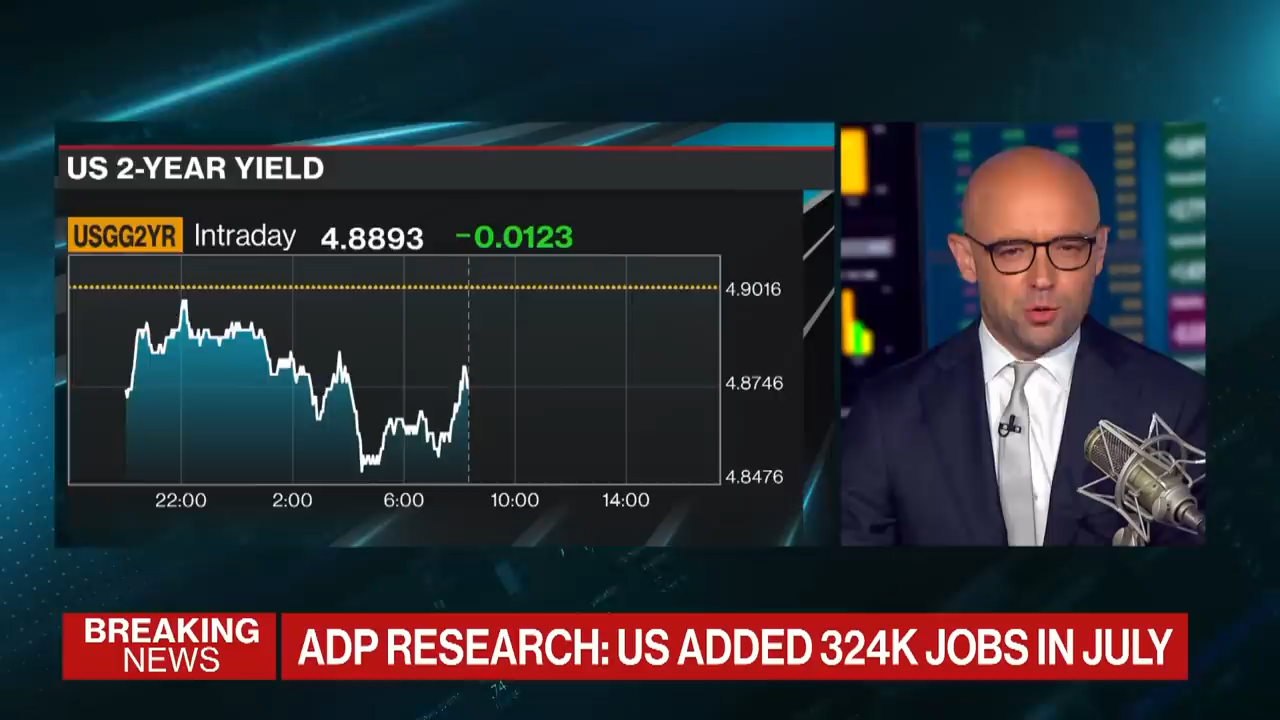 US 2-YEAR YIELD
USGG2YR Intraday 4.8893 -0.0123
4.9016
4.8746
4.8476
22:00 2:00 6:00 10:00 14:00
BREAKING
NEWS
ADP RESEARCH: US ADDED 324K JOBS IN JULY